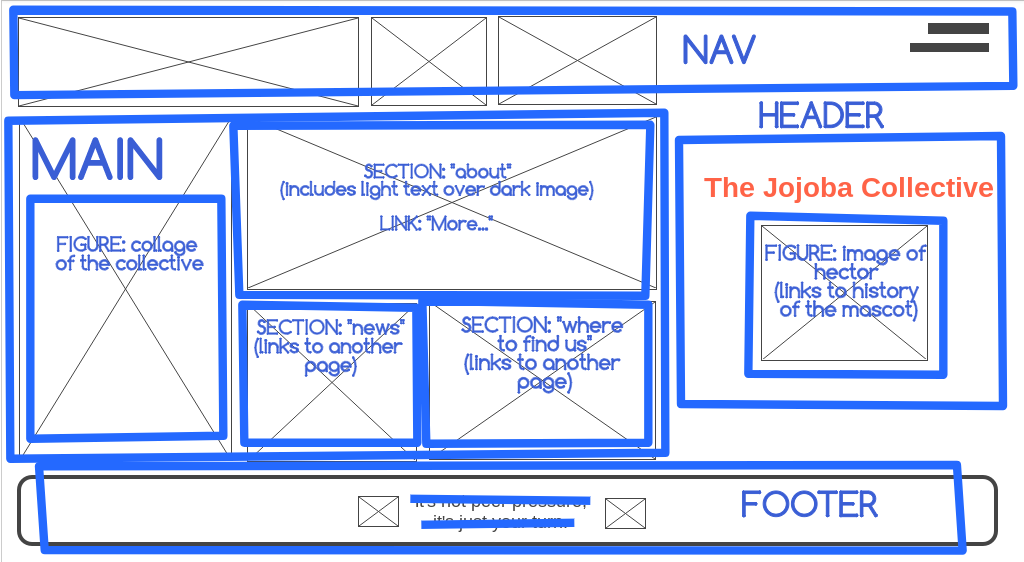 NAV
HEADER
MAIN
SECTION: "about"
(includes light text over dark image)
LINK: "More..."
The Jojoba Collective
FIGURE: collage
of the collective
FIGURE: image of
hector
(links to history
of the mascot)
SECTION: "news"
(links to another
page)
SECTION: "where
to find us"
(links to another
page)
it's not peer pressure,
it's just your turn.
FOOTER